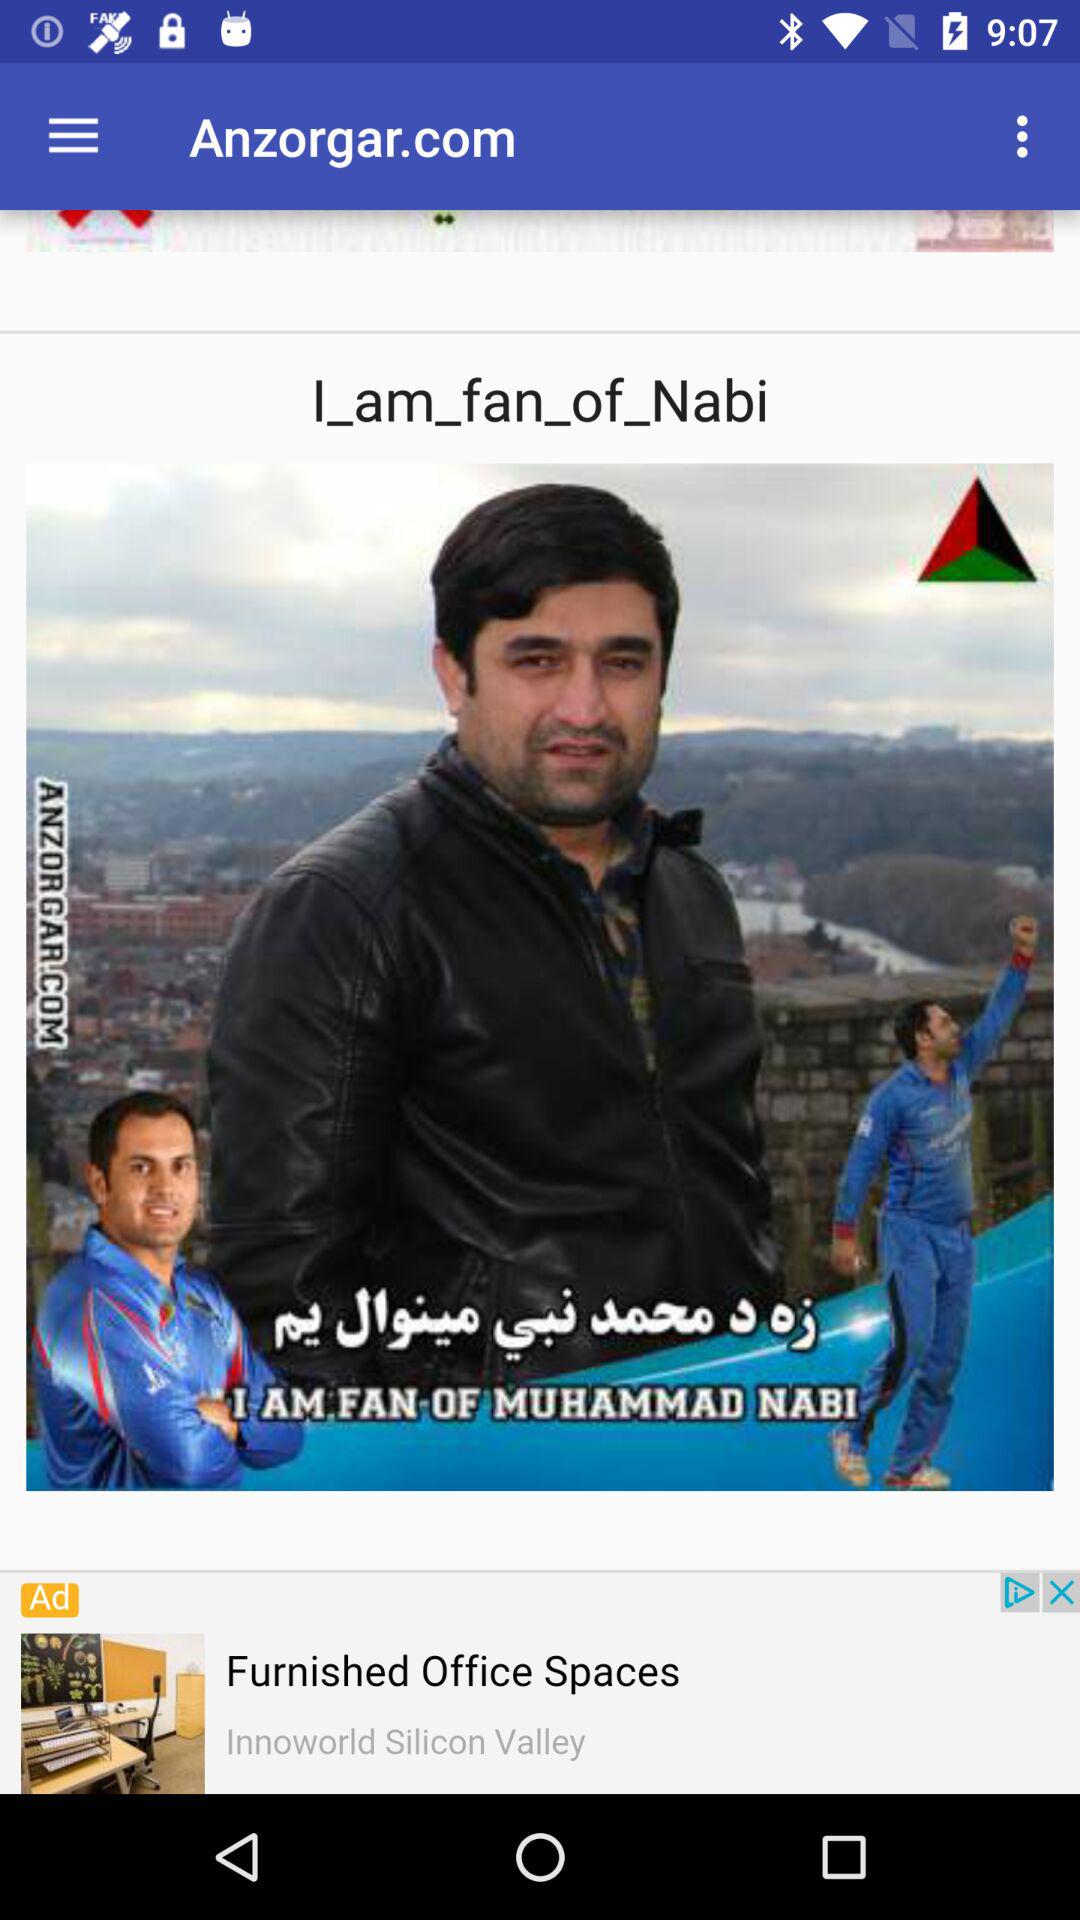 FAK
9:07
Anzorgar.com
I_am_fan_of_Nabi
ANZORGAR.COM
زه د محمد نبي مينوال يم
I AM FAN OF MUHAMMAD NABI
Ad
Furnished Office Spaces
Innoworld Silicon Valley